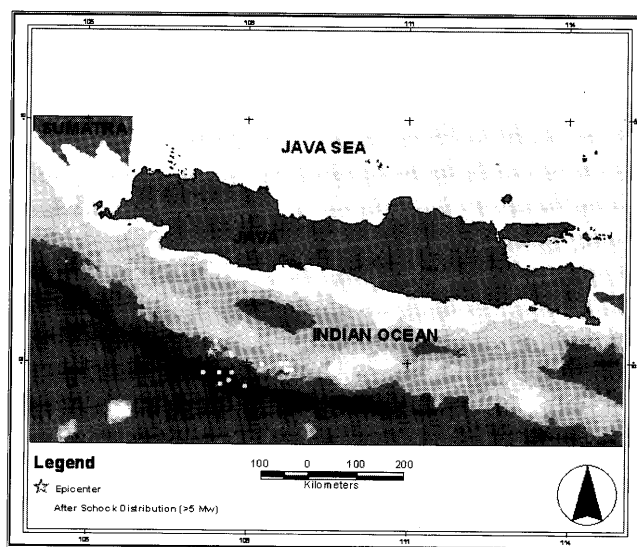 105 108 111 114
SUMATRA
JAVA SEA
JAVA
INDIAN OCEAN
Legend
Epicenter
After Schock Distribution (>5 Mw)
100 0 100 200
Kilometers
105 108 111 114